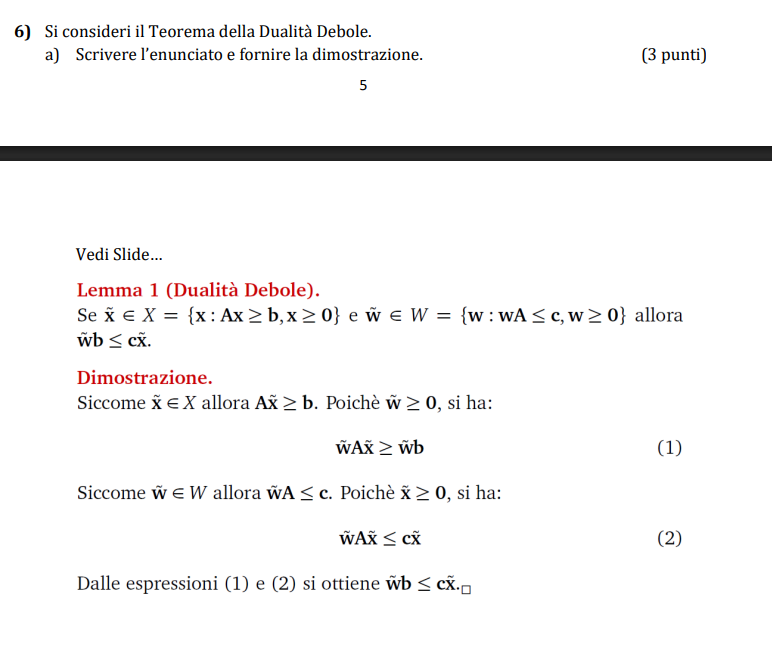 6) Si consideri il Teorema della Dualità Debole.
a) Scrivere l'enunciato e fornire la dimostrazione. (3 punti)
5
Vedi Slide...
Lemma 1 (Dualità Debole).
Se x̃ ∈ X = {x : Ax ≥ b, x ≥ 0} e w̃ ∈ W = {w : wA ≤ c, w ≥ 0} allora
w̃b ≤ cx̃.
Dimostrazione.
Siccome x̃ ∈ X allora Ax̃ ≥ b. Poichè w̃ ≥ 0, si ha:
w̃Ax̃ ≥ w̃b (1)
Siccome w̃ ∈ W allora w̃A ≤ c. Poichè x̃ ≥ 0, si ha:
w̃Ax̃ ≤ cx̃ (2)
Dalle espressioni (1) e (2) si ottiene w̃b ≤ cx̃.□